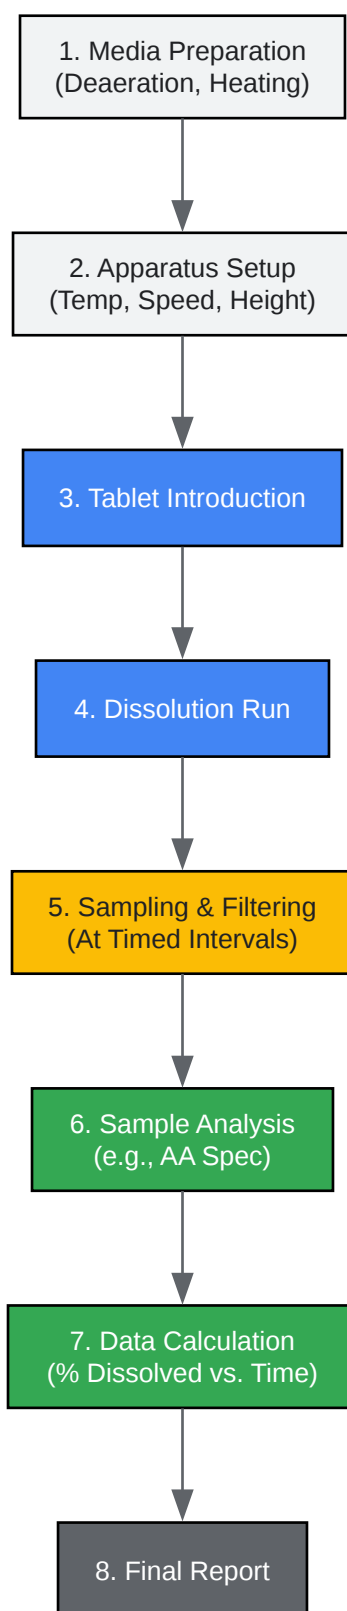 1. Media Preparation
(Deaeration, Heating)
2. Apparatus Setup
(Temp, Speed, Height)
3. Tablet Introduction
4. Dissolution Run
5. Sampling & Filtering
(At Timed Intervals)
6. Sample Analysis
(e.g., AA Spec)
7. Data Calculation
(% Dissolved vs. Time)
8. Final Report